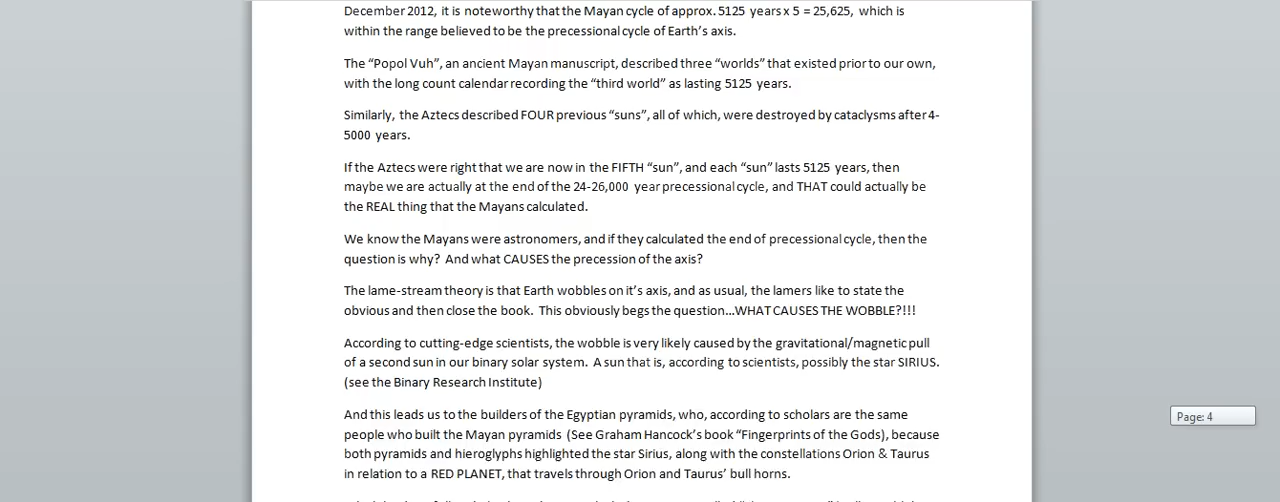 December 2012, it is noteworthy that the Mayan cycle of approx. 5125 years x 5 = 25,625, which is
within the range believed to be the precessional cycle of Earth's axis.
The “Popol Vuh”, an ancient Mayan manuscript, described three “worlds” that existed prior to our own,
with the long count calendar recording the “third world” as lasting 5125 years.
Similarly, the Aztecs described FOUR previous “suns”, all of which, were destroyed by cataclysms after 4-
5000 years.
If the Aztecs were right that we are now in the FIFTH “sun”, and each “sun” lasts 5125 years, then
maybe we are actually at the end of the 24-26,000 year precessional cycle, and THAT could actually be
the REAL thing that the Mayans calculated.
We know the Mayans were astronomers, and if they calculated the end of precessional cycle, then the
question is why? And what CAUSES the precession of the axis?
The lame-stream theory is that Earth wobbles on it's axis, and as usual, the lamers like to state the
obvious and then close the book. This obviously begs the question...WHAT CAUSES THE WOBBLE?!!!
According to cutting-edge scientists, the wobble is very likely caused by the gravitational/magnetic pull
of a second sun in our binary solar system. A sun that is, according to scientists, possibly the star SIRIUS.
(see the Binary Research Institute)
And this leads us to the builders of the Egyptian pyramids, who, according to scholars are the same
people who built the Mayan pyramids (See Graham Hancock's book “Fingerprints of the Gods), because
both pyramids and hieroglyphs highlighted the star Sirius, along with the constellations Orion & Taurus
in relation to a RED PLANET, that travels through Orion and Taurus' bull horns.
Page: 4